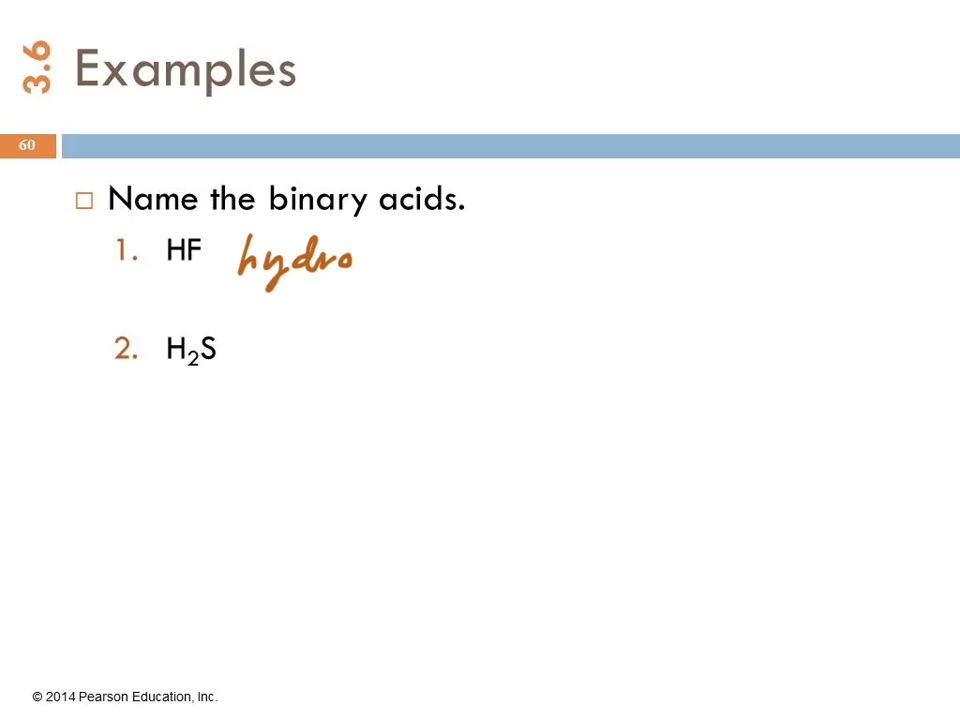 3.6 Examples
60
Name the binary acids.
1. HF hydro
2. H₂S
© 2014 Pearson Education, Inc.